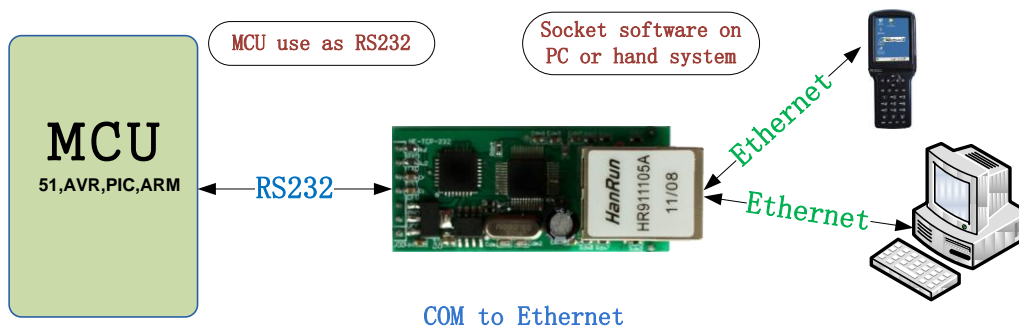 MCU use as RS232
Socket software on
PC or hand system
MCU
51,AVR,PIC,ARM
RS232
HanRun
HR911105A
11/08
Ethernet
Ethernet
COM to Ethernet